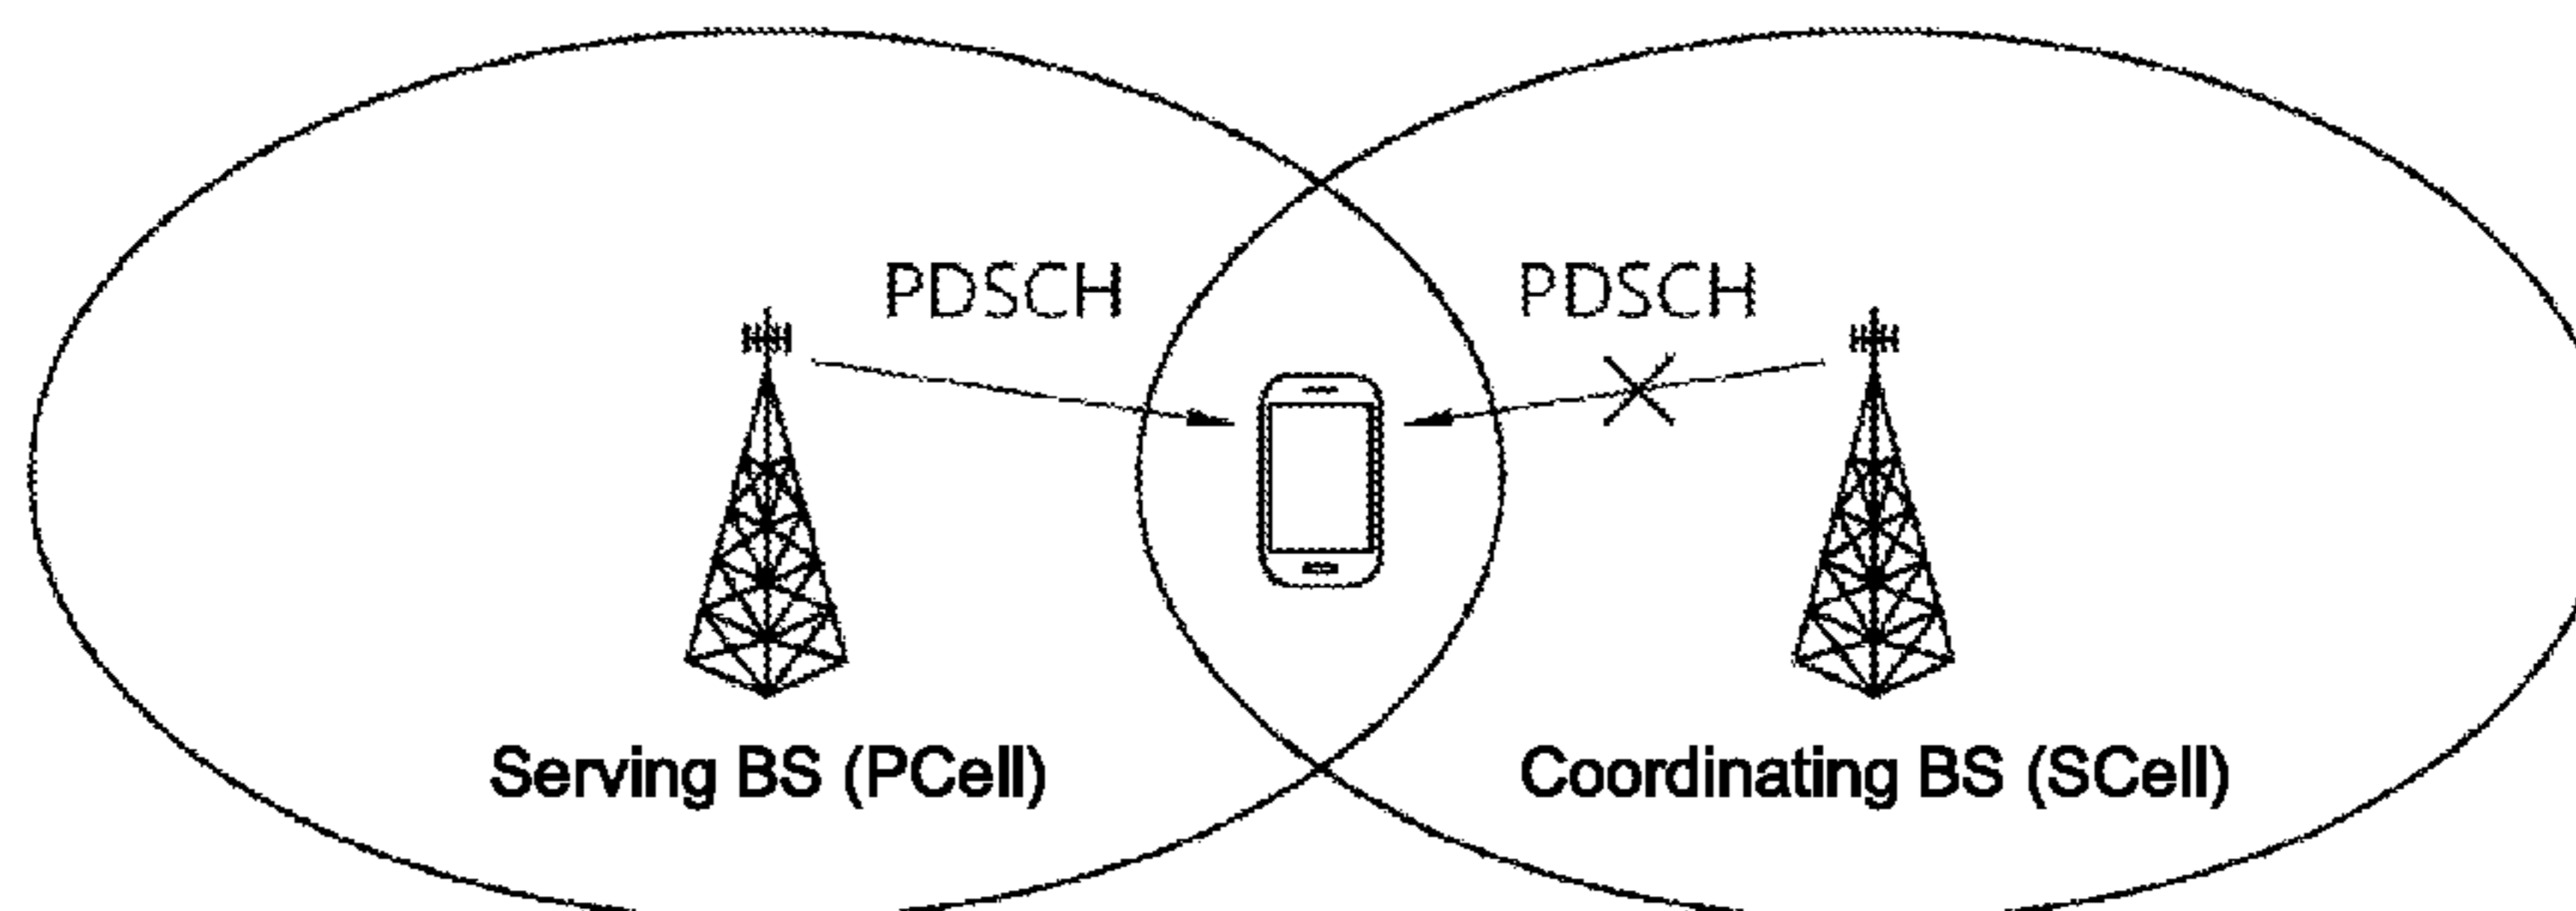 PDSCH
PDSCH
Serving BS (PCell)
Coordinating BS (SCell)